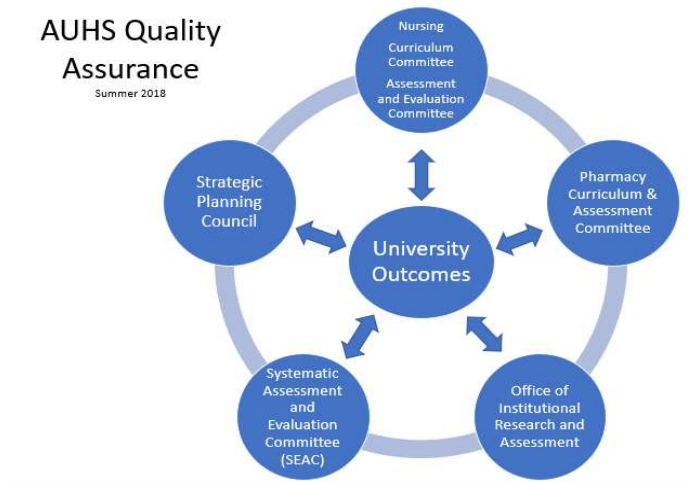 AUHS Quality
Assurance
Summer 2018
Nursing
Curriculum
Committee
Assessment
and Evaluation
Committee
Strategic
Planning
Council
Pharmacy
Curriculum &
Assessment
Committee
University
Outcomes
Systematic
Assessment
and
Evaluation
Committee
(SEAC)
Office of
Institutional
Research and
Assessment